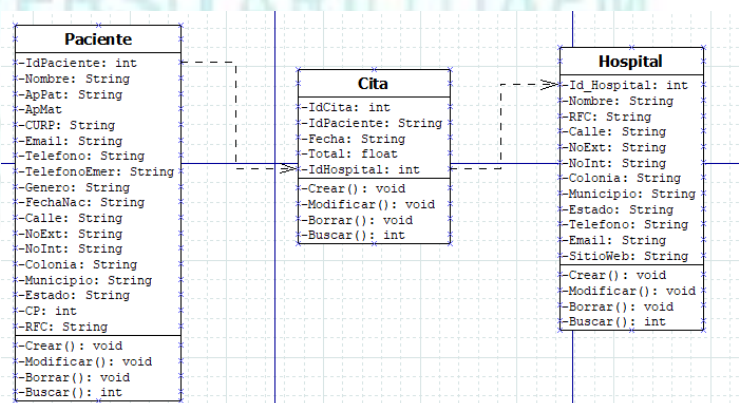 Paciente
-IdPaciente: int
-Nombre: String
-ApPat: String
-ApMat
-CURP: String
-Email: String
-Telefono: String
-TelefonoEmer: String
-Genero: String
-FechaNac: String
-Calle: String
-NoExt: String
-NoInt: String
-Colonia: String
-Municipio: String
-Estado: String
-CP: int
-RFC: String
-Crear(): void
-Modificar(): void
-Borrar(): void
-Buscar(): int
Cita
-IdCita: int
-IdPaciente: String
-Fecha: String
-Total: float
-IdHospital: int
-Crear(): void
-Modificar(): void
-Borrar(): void
-Buscar(): int
Hospital
-Id_Hospital: int
-Nombre: String
-RFC: String
-Calle: String
-NoExt: String
-NoInt: String
-Colonia: String
-Municipio: String
-Estado: String
-Telefono: String
-Email: String
-SitioWeb: String
-Crear(): void
-Modificar(): void
-Borrar(): void
-Buscar(): int